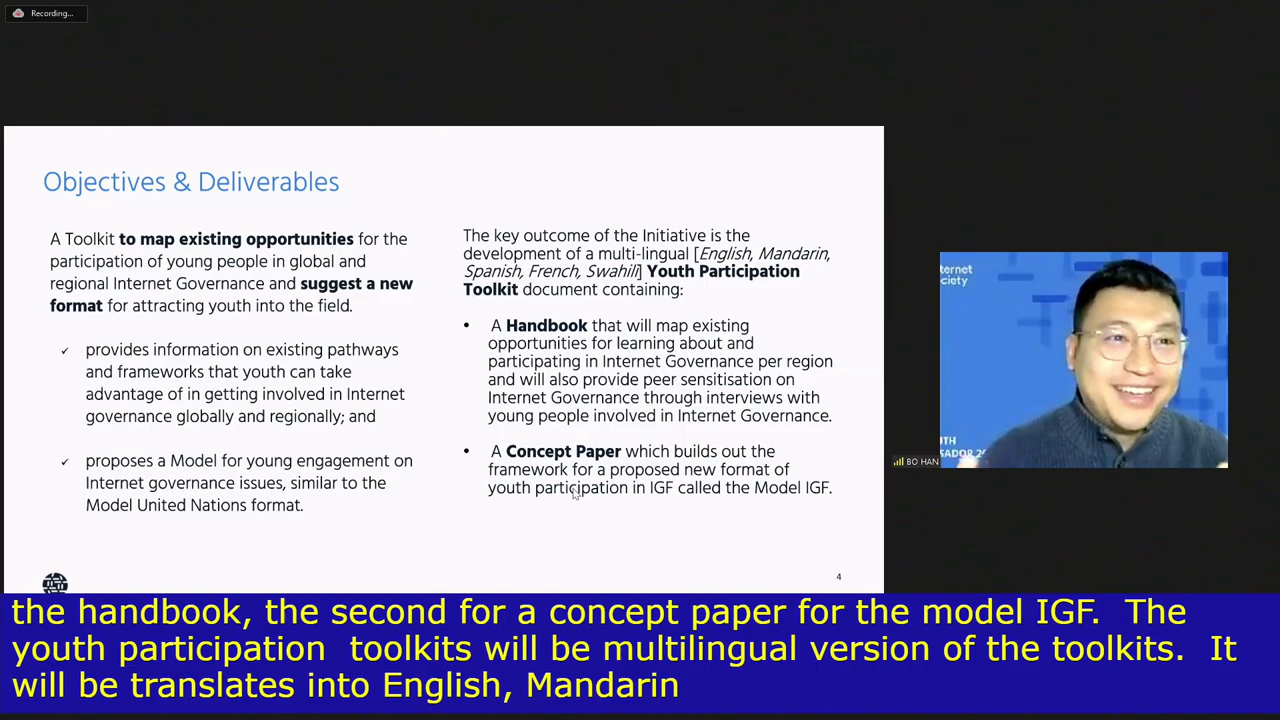 Recording...
Objectives & Deliverables
A Toolkit to map existing opportunities for the
participation of young people in global and
regional Internet Governance and suggest a new
format for attracting youth into the field.
✓ provides information on existing pathways
and frameworks that youth can take
advantage of in getting involved in Internet
governance globally and regionally; and
✓ proposes a Model for young engagement on
Internet governance issues, similar to the
Model United Nations format.
The key outcome of the Initiative is the
development of a multi-lingual [English, Mandarin,
Spanish, French, Swahili] Youth Participation
Toolkit document containing:
• A Handbook that will map existing
opportunities for learning about and
participating in Internet Governance per region
and will also provide peer sensitisation on
Internet Governance through interviews with
young people involved in Internet Governance.
• A Concept Paper which builds out the
framework for a proposed new format of
youth participation in IGF called the Model IGF.
4
ternet
ciety
UTH
SADOR 2
BO HAN
the handbook, the second for a concept paper for the model IGF. The
youth participation toolkits will be multilingual version of the toolkits. It
will be translates into English, Mandarin